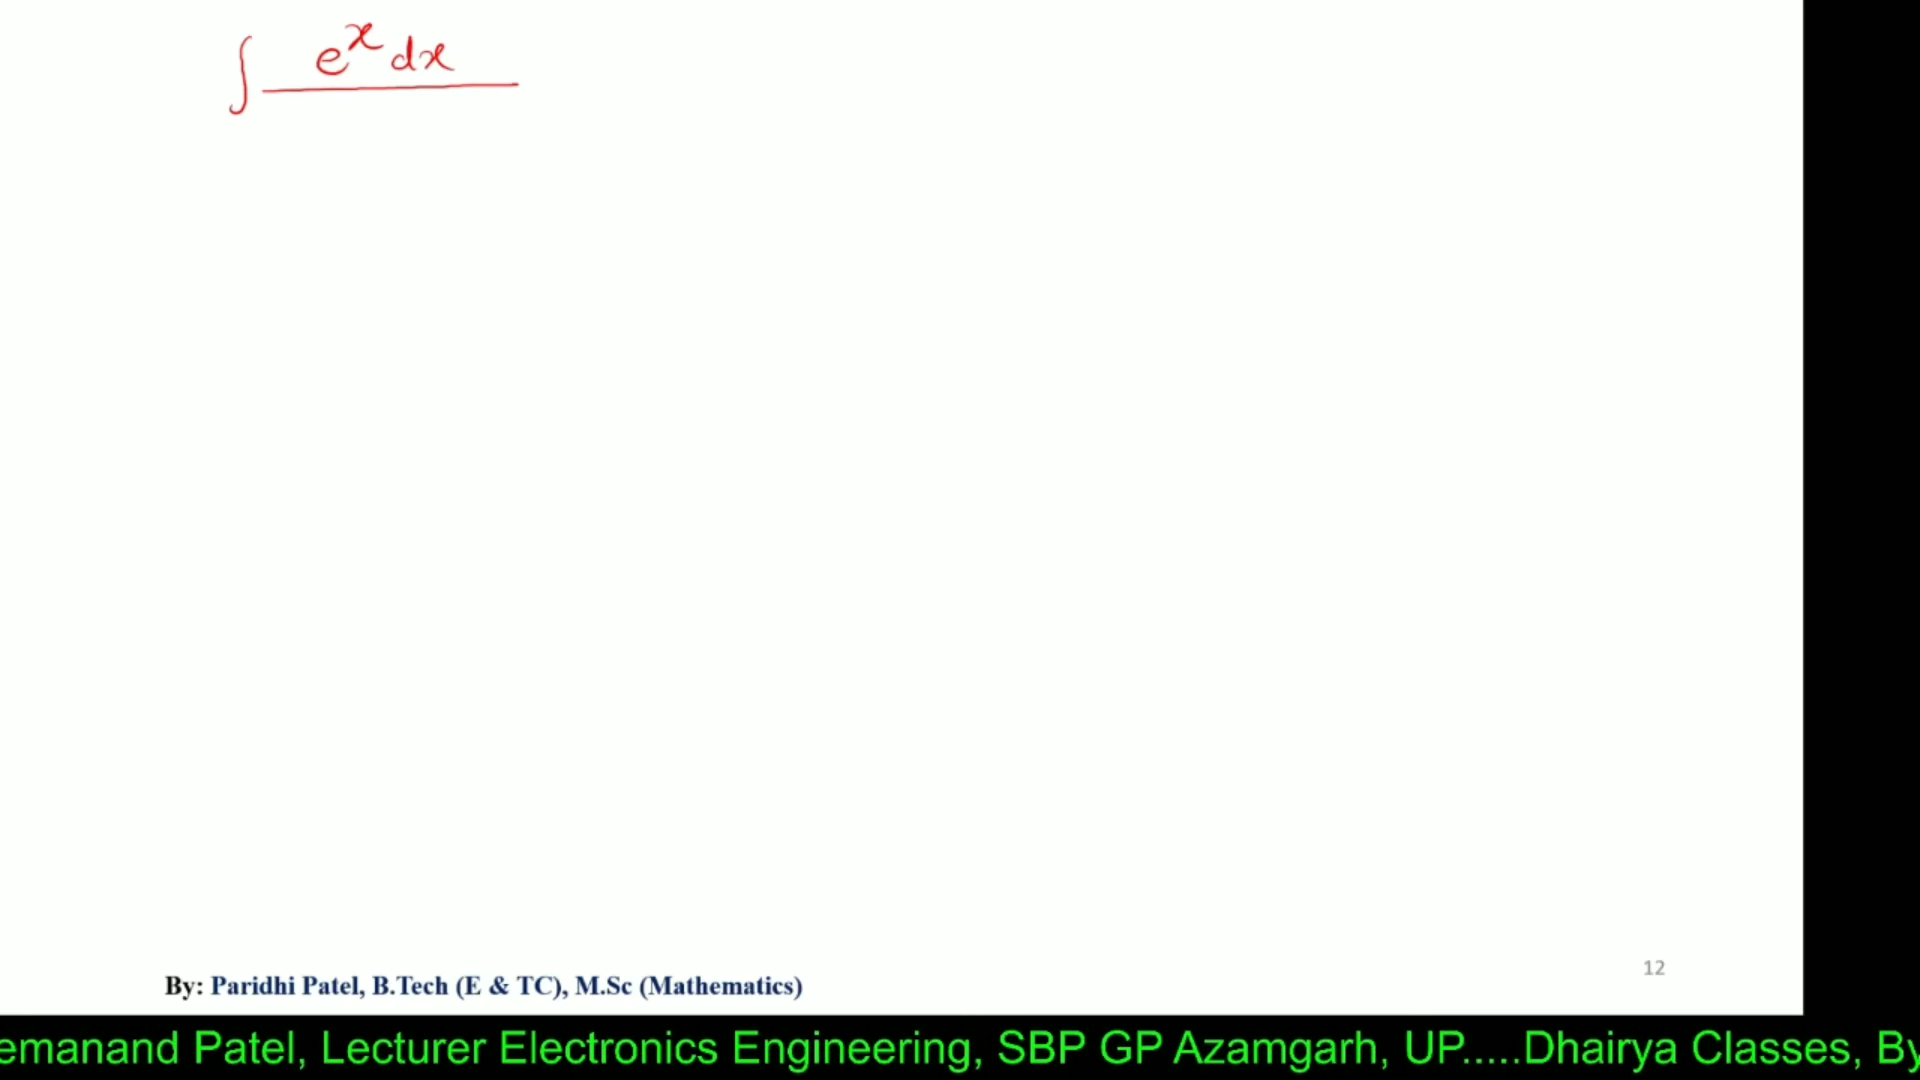 ∫ e^x dx
12
By: Paridhi Patel, B.Tech (E & TC), M.Sc (Mathematics)
emanand Patel, Lecturer Electronics Engineering, SBP GP Azamgarh, UP.....Dhairya Classes, By